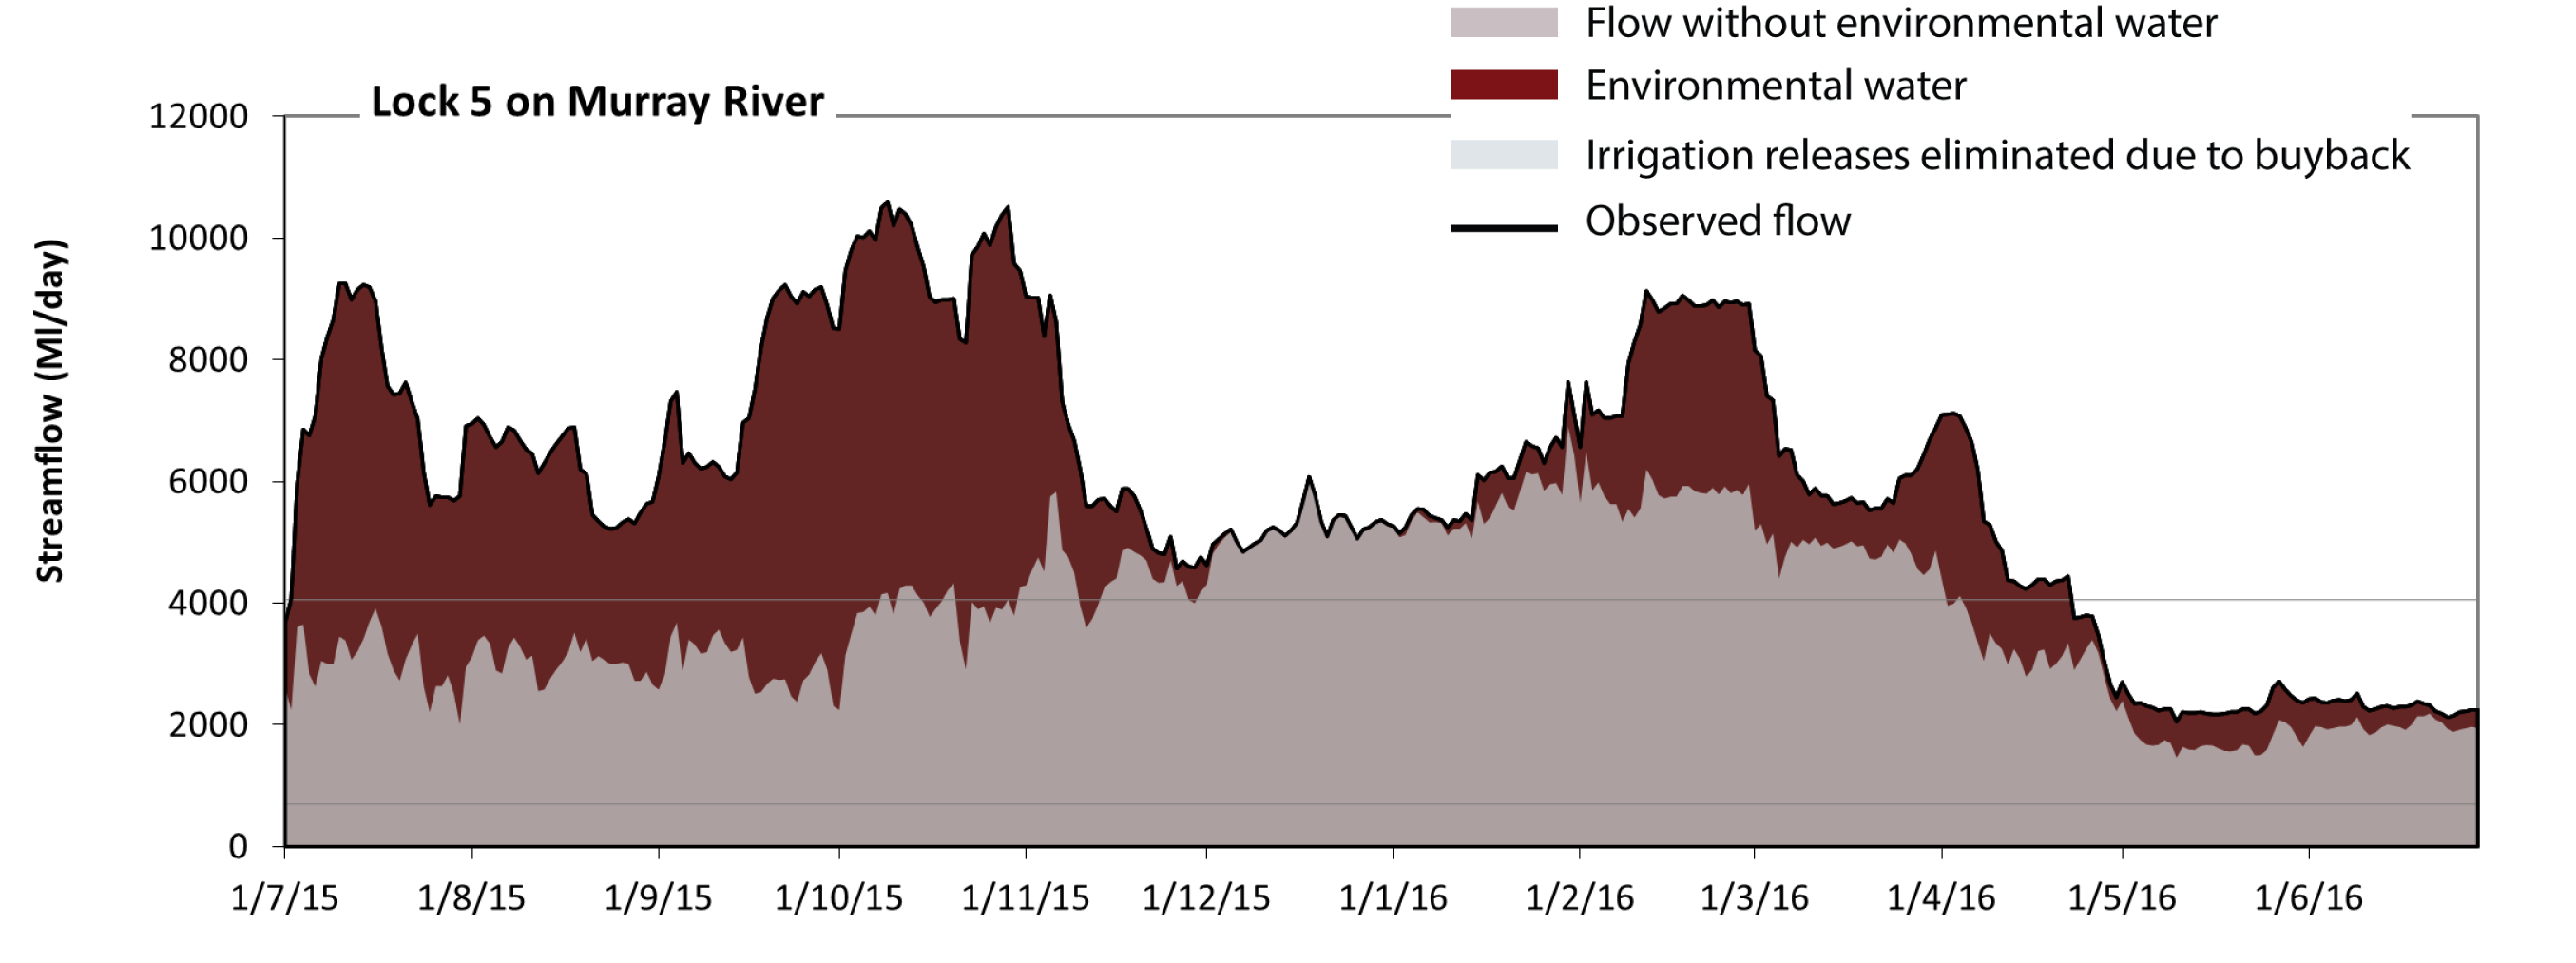 Flow without environmental water
Environmental water
Irrigation releases eliminated due to buyback
Observed flow
Lock 5 on Murray River
Streamflow (Ml/day)
12000
10000
8000
6000
4000
2000
0
1/7/15 1/8/15 1/9/15 1/10/15 1/11/15 1/12/15 1/1/16 1/2/16 1/3/16 1/4/16 1/5/16 1/6/16